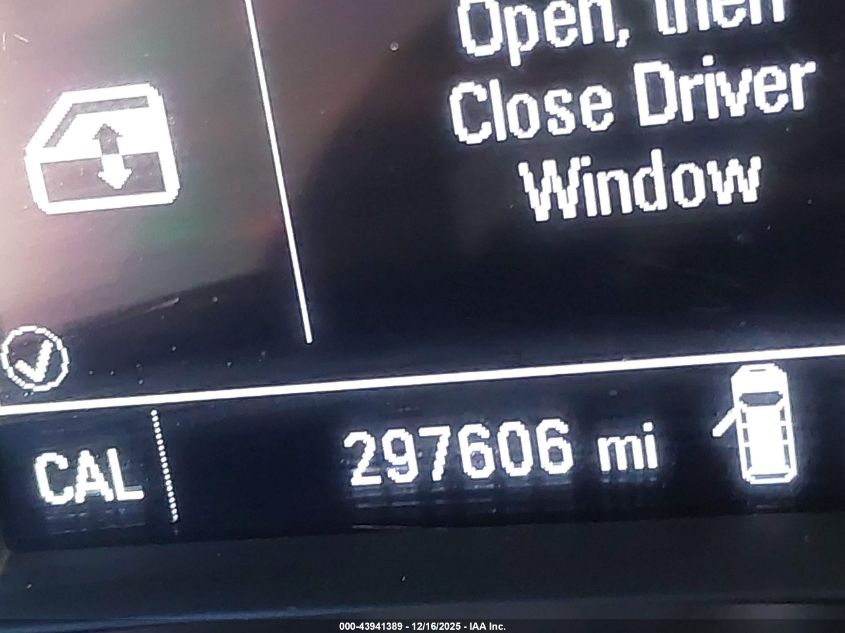 Open, then
Close Driver
Window
CAL
297606 mi
000-43941389 - 12/16/2025 - IAA Inc.